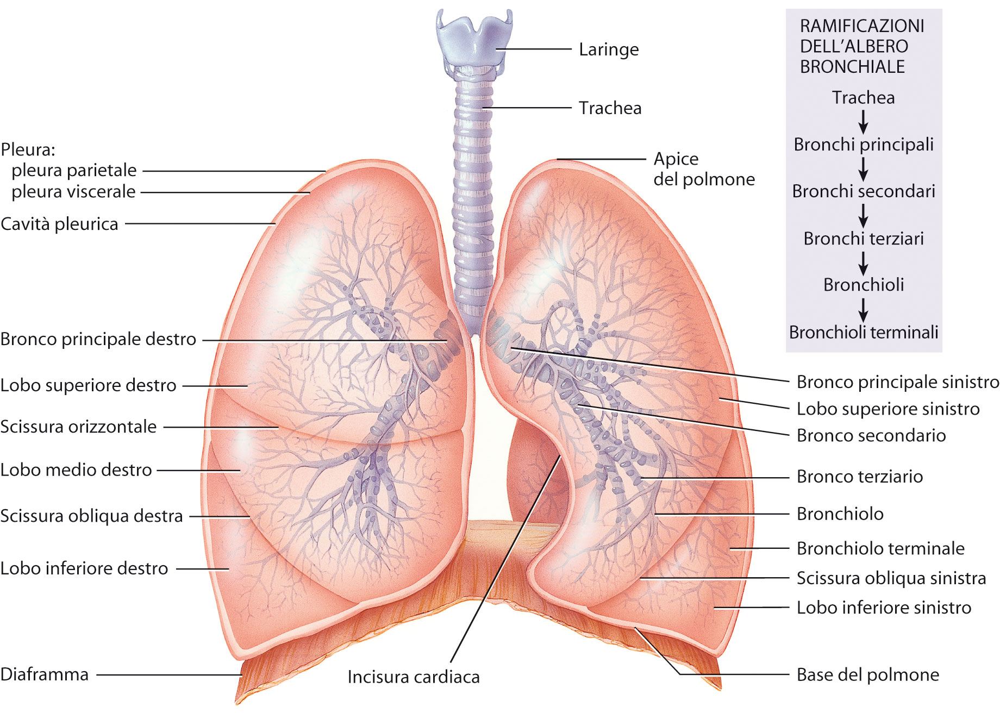 Laringe
Trachea
Apice
del polmone
Pleura:
pleura parietale
pleura viscerale
Cavità pleurica
Bronco principale destro
Lobo superiore destro
Scissura orizzontale
Lobo medio destro
Scissura obliqua destra
Lobo inferiore destro
Diaframma
Incisura cardiaca
RAMIFICAZIONI
DELL’ALBERO
BRONCHIALE
Trachea
Bronchi principali
Bronchi secondari
Bronchi terziari
Bronchioli
Bronchioli terminali
Bronco principale sinistro
Lobo superiore sinistro
Bronco secondario
Bronco terziario
Bronchiolo
Bronchiolo terminale
Scissura obliqua sinistra
Lobo inferiore sinistro
Base del polmone